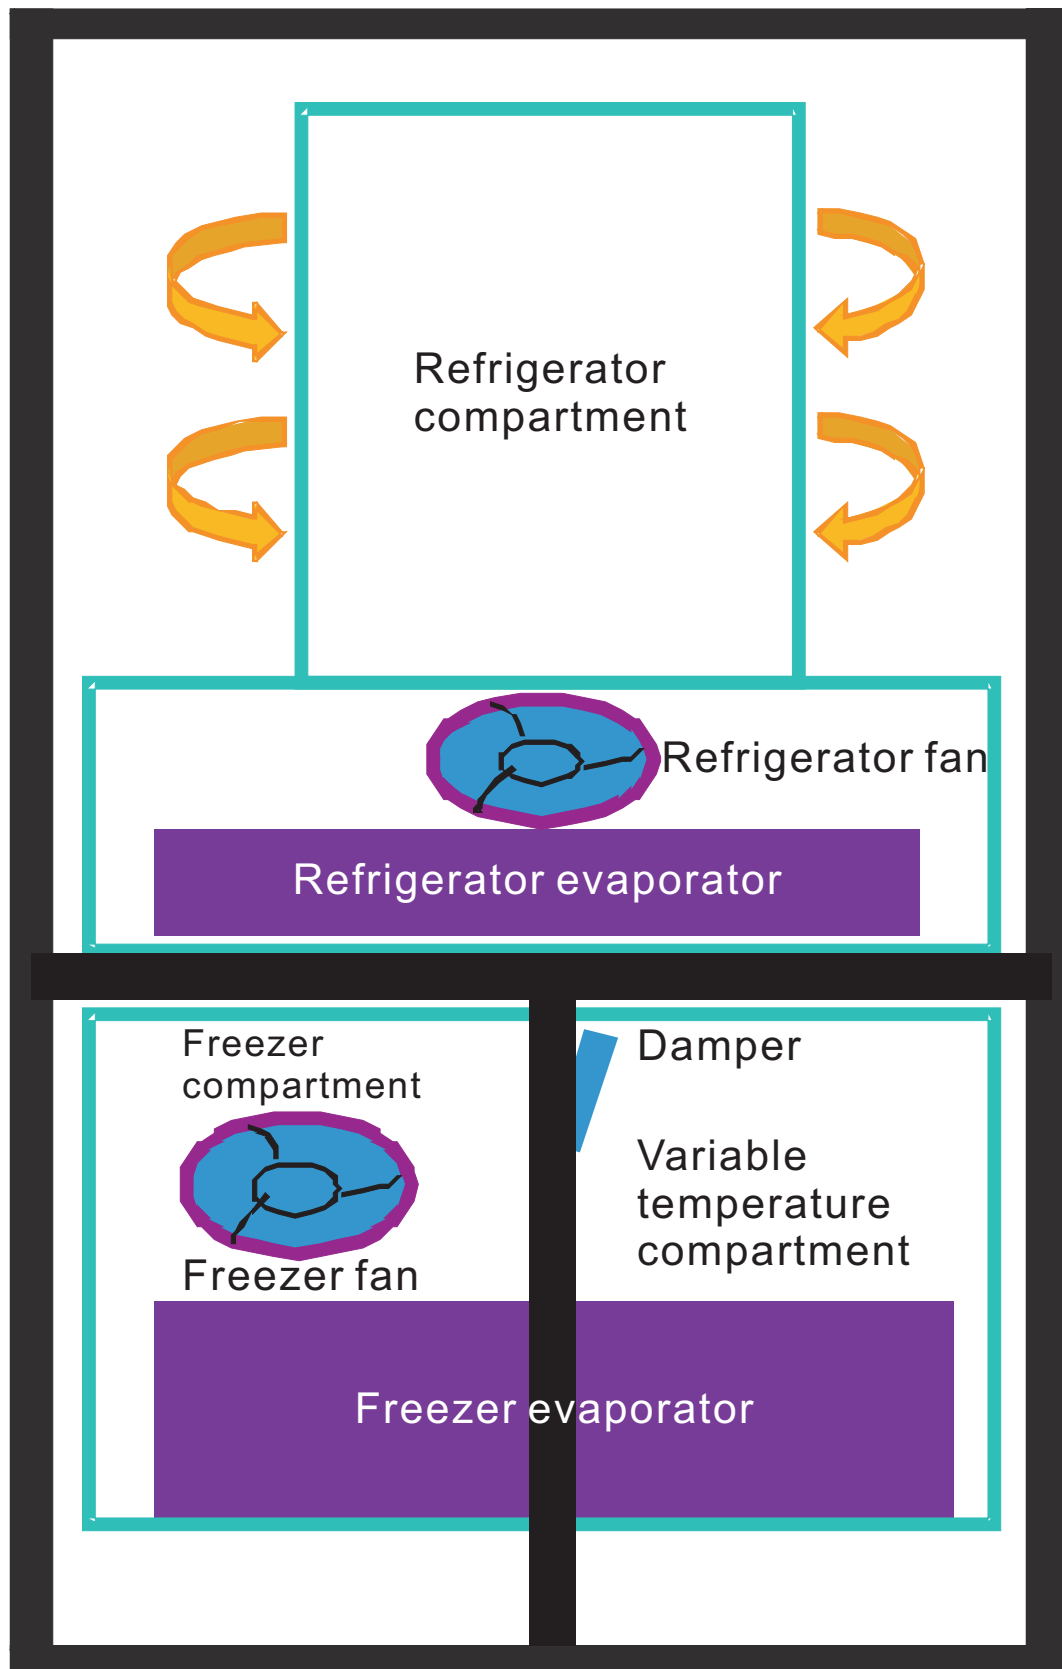 Refrigerator
compartment
Refrigerator fan
Refrigerator evaporator
Freezer
compartment
Freezer fan
Damper
Variable
temperature
compartment
Freezer evaporator